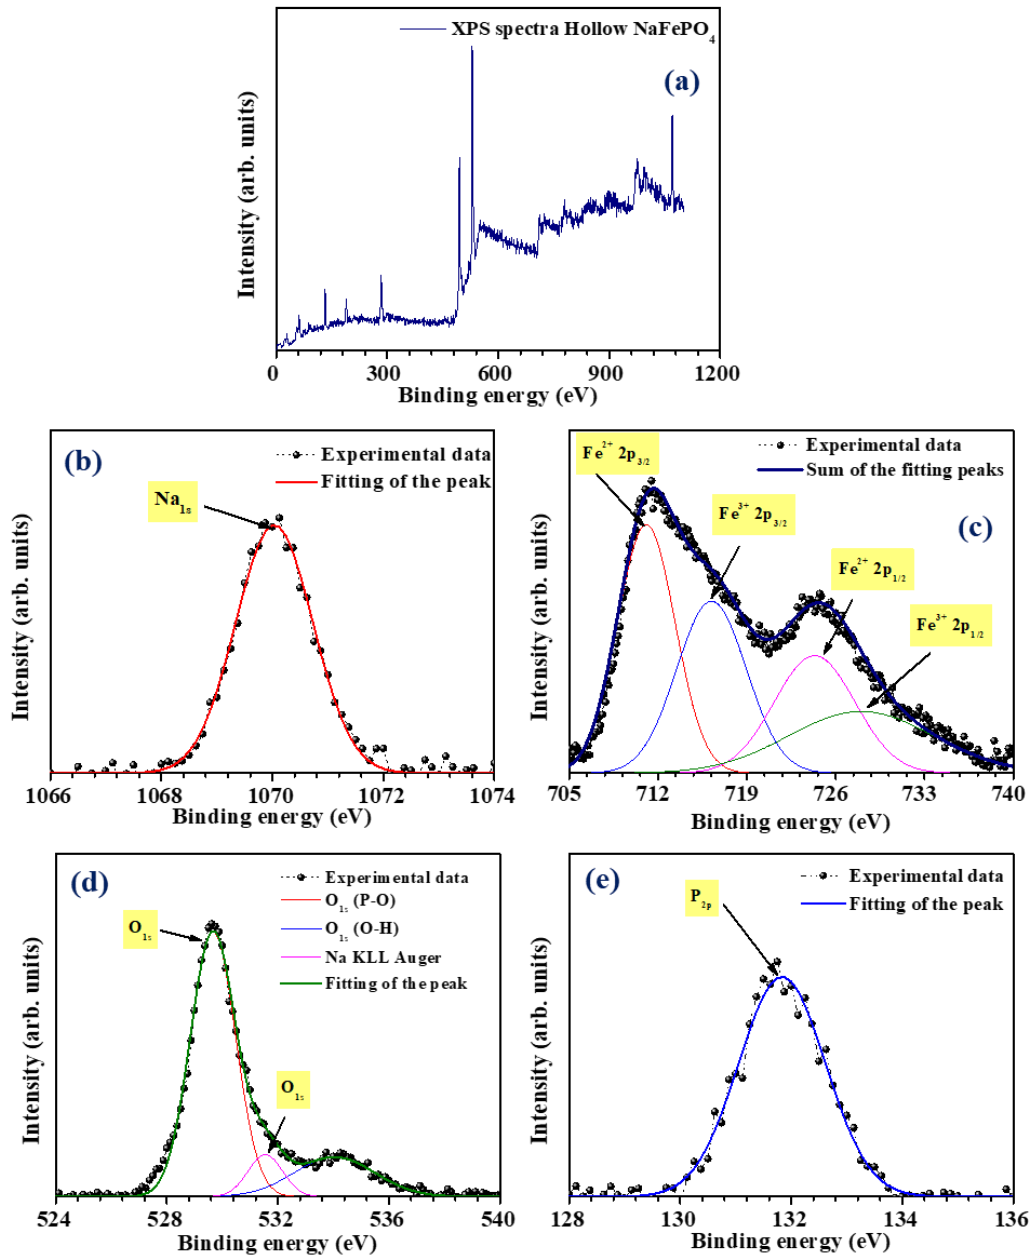 XPS spectra Hollow NaFePO4
(a)
Intensity (arb. units)
0 300 600 900 1200
Binding energy (eV)
(b)
Experimental data
Fitting of the peak
Na1s
Intensity (arb. units)
1066 1068 1070 1072 1074
Binding energy (eV)
Fe2+ 2p3/2
Experimental data
Sum of the fitting peaks
Fe3+ 2p3/2
(c)
Fe2+ 2p1/2
Fe3+ 2p1/2
Intensity (arb. units)
705 712 719 726 733 740
Binding energy (eV)
(d)
Experimental data
O1s (P-O)
O1s (O-H)
Na KLL Auger
Fitting of the peak
O1s
O1s
Intensity (arb. units)
524 528 532 536 540
Binding energy (eV)
(e)
Experimental data
Fitting of the peak
P2p
Intensity (arb. units)
128 130 132 134 136
Binding energy (eV)